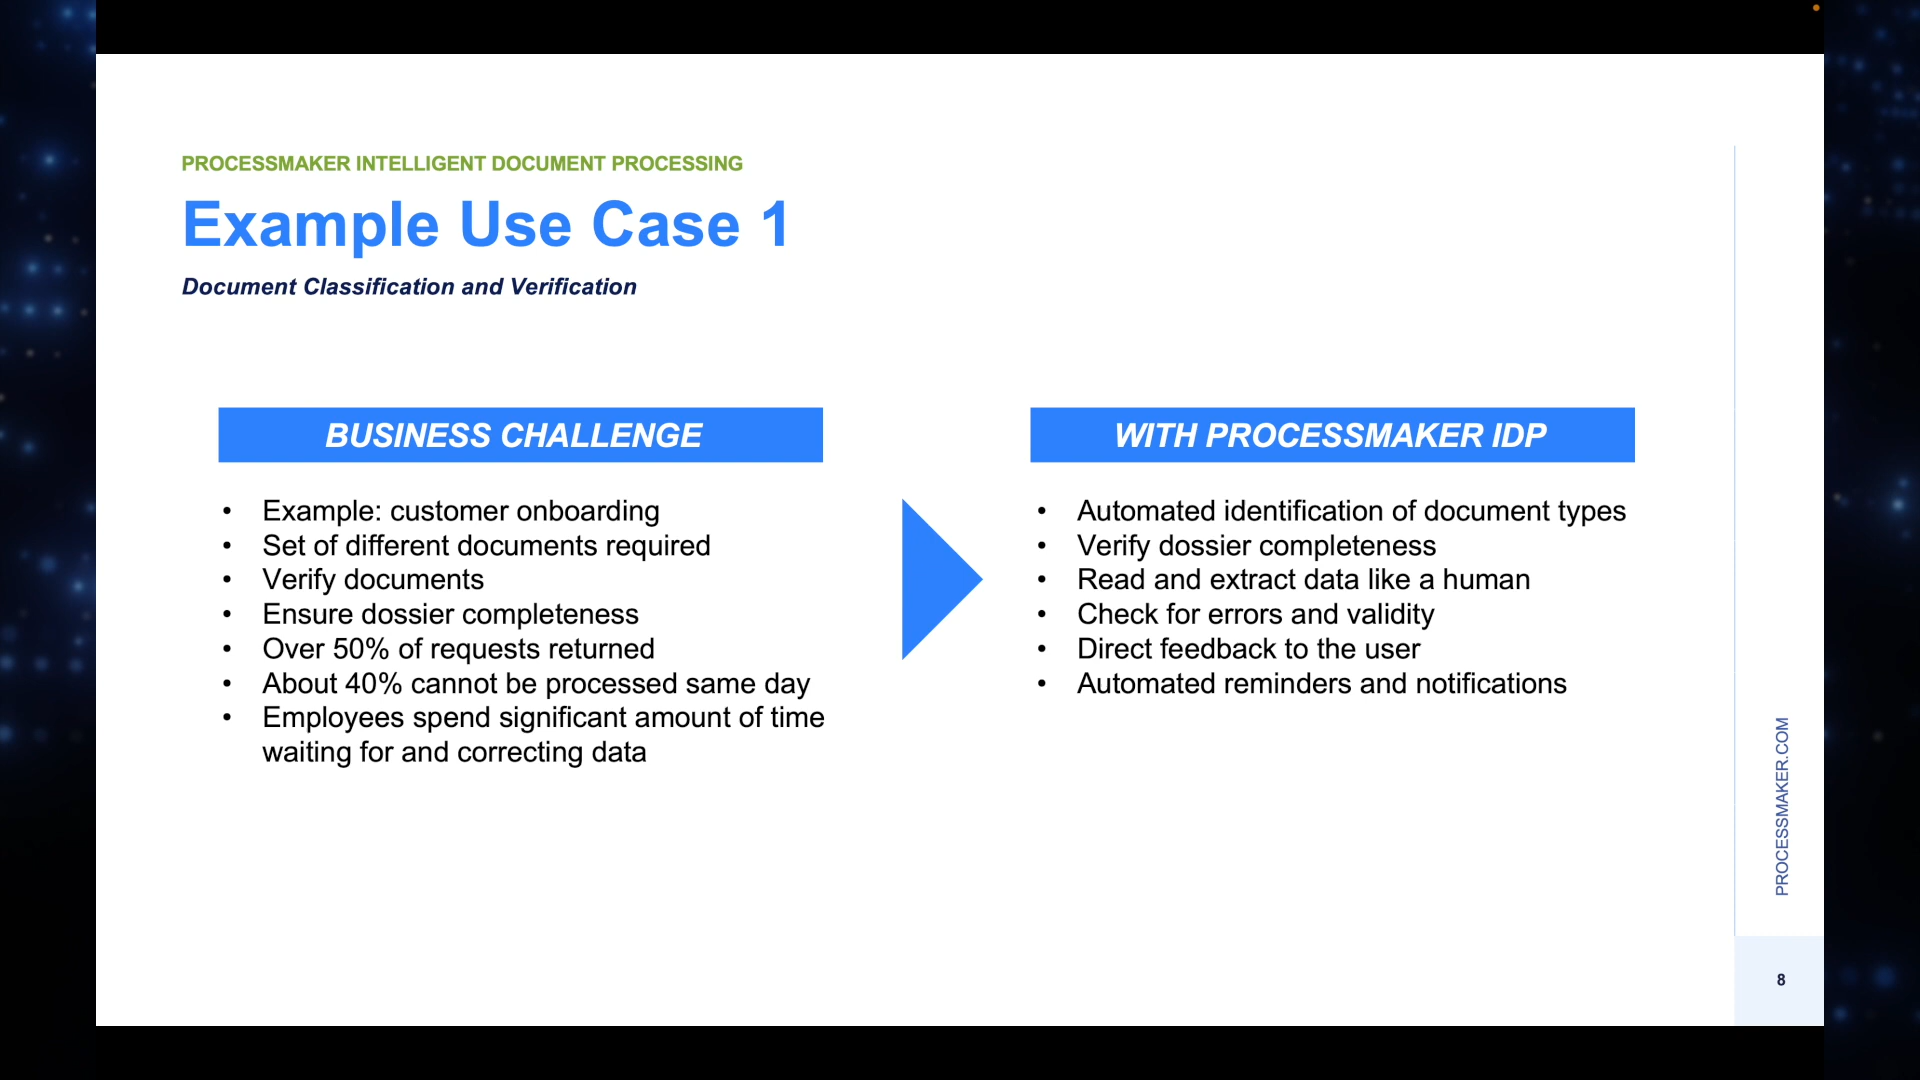 PROCESSMAKER INTELLIGENT DOCUMENT PROCESSING
Example Use Case 1
Document Classification and Verification
BUSINESS CHALLENGE
• Example: customer onboarding
• Set of different documents required
• Verify documents
• Ensure dossier completeness
• Over 50% of requests returned
• About 40% cannot be processed same day
• Employees spend significant amount of time
waiting for and correcting data
WITH PROCESSMAKER IDP
• Automated identification of document types
• Verify dossier completeness
• Read and extract data like a human
• Check for errors and validity
• Direct feedback to the user
• Automated reminders and notifications
PROCESSMAKER.COM
8